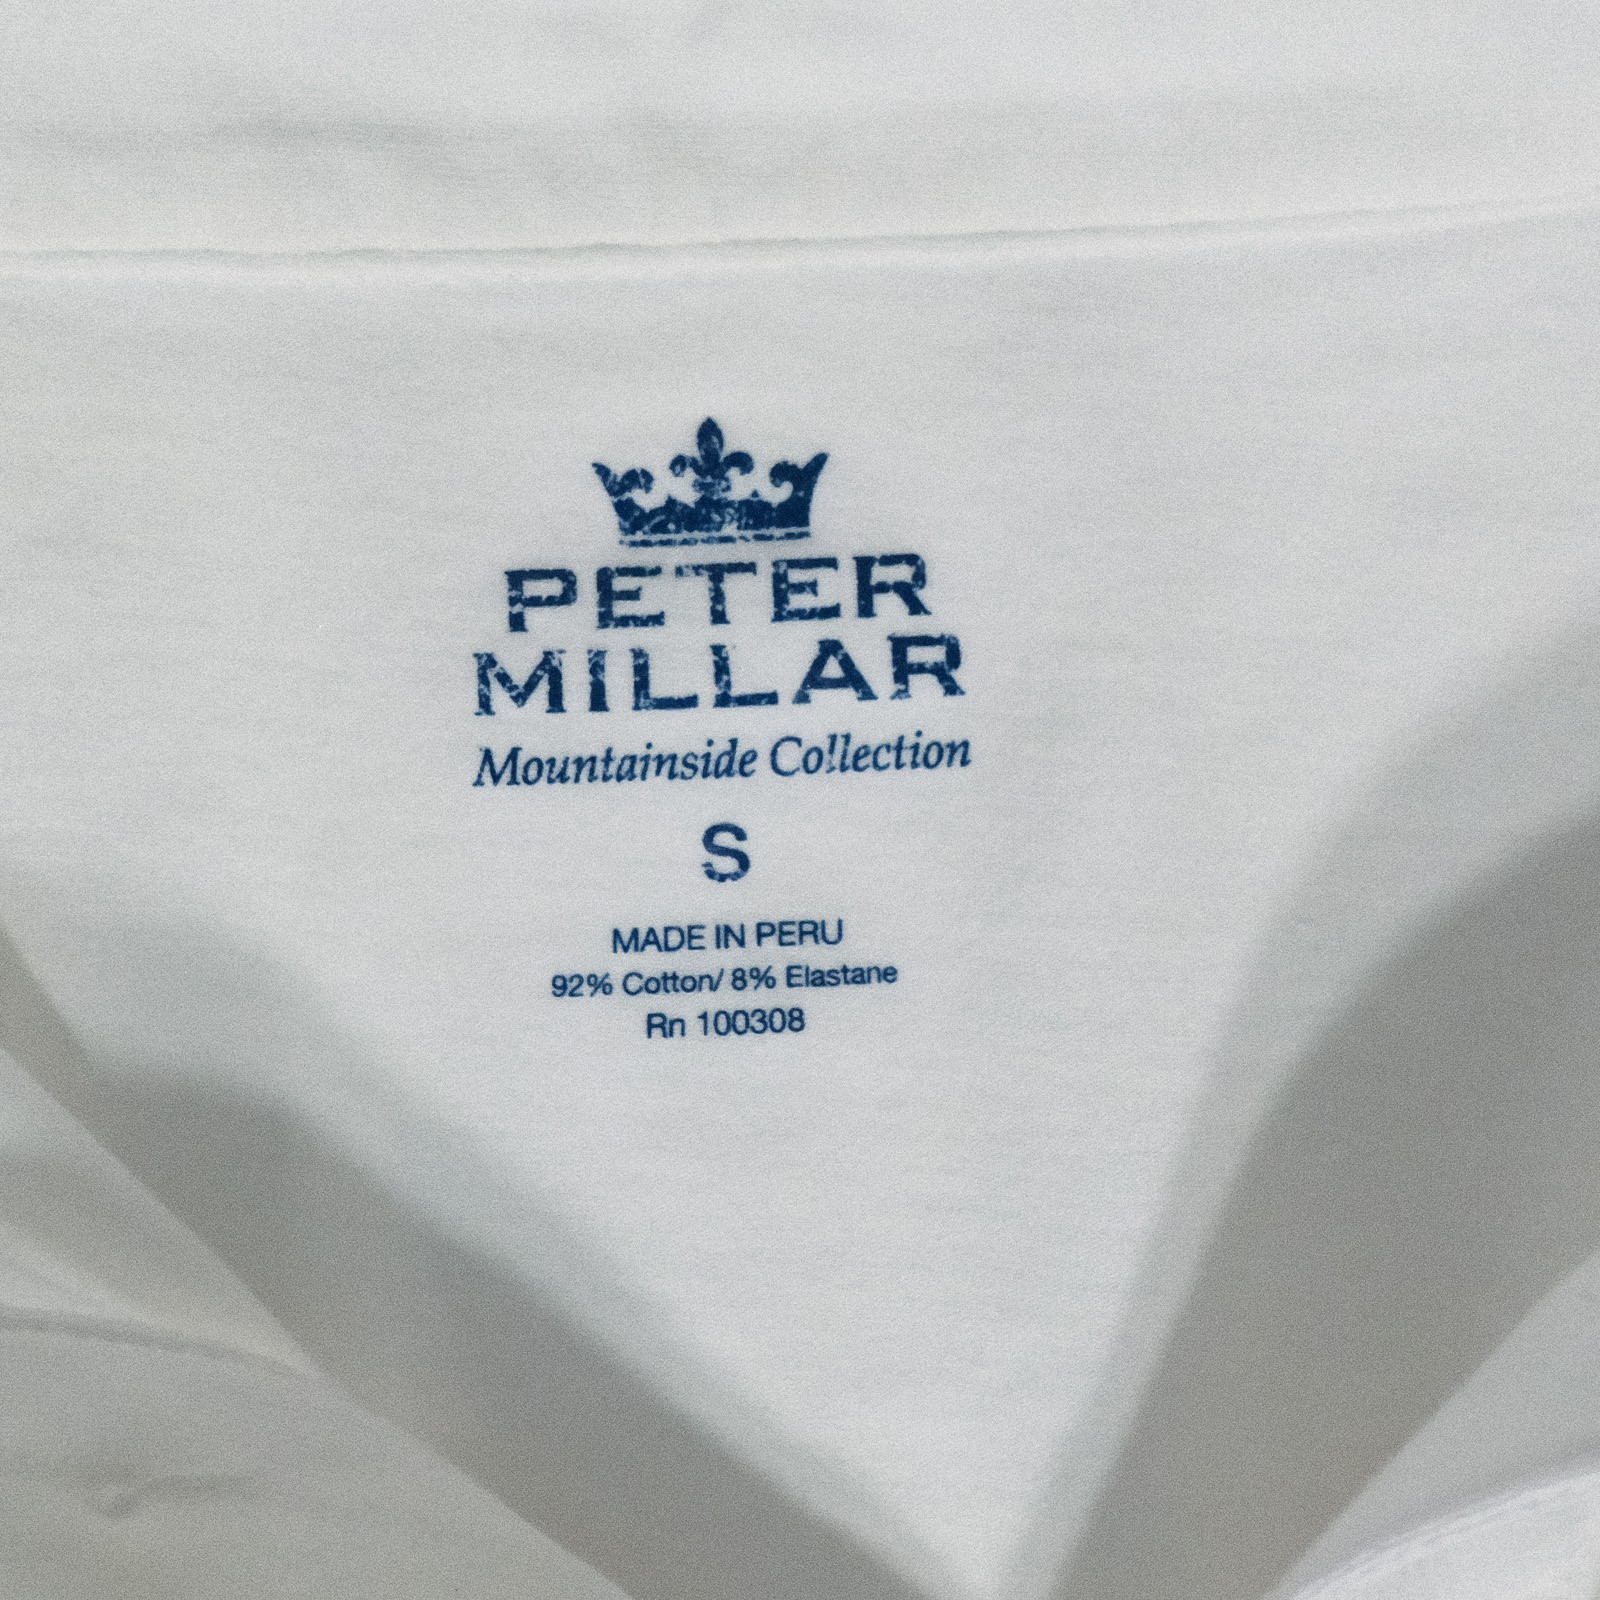 PETER
MILLAR
Mountainside Collection
S
MADE IN PERU
92% Cotton/ 8% Elastane
Rn 100308